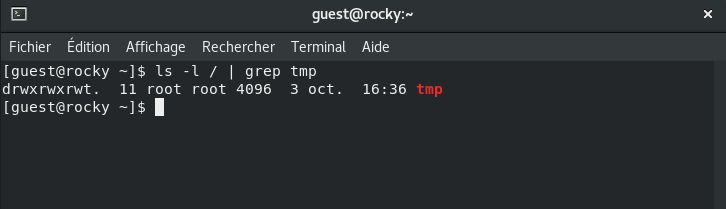 guest@rocky:~
Fichier Édition Affichage Rechercher Terminal Aide
[guest@rocky ~]$ ls -l / | grep tmp
drwxrwxrwt.  11 root root 4096  3 oct.  16:36 tmp
[guest@rocky ~]$